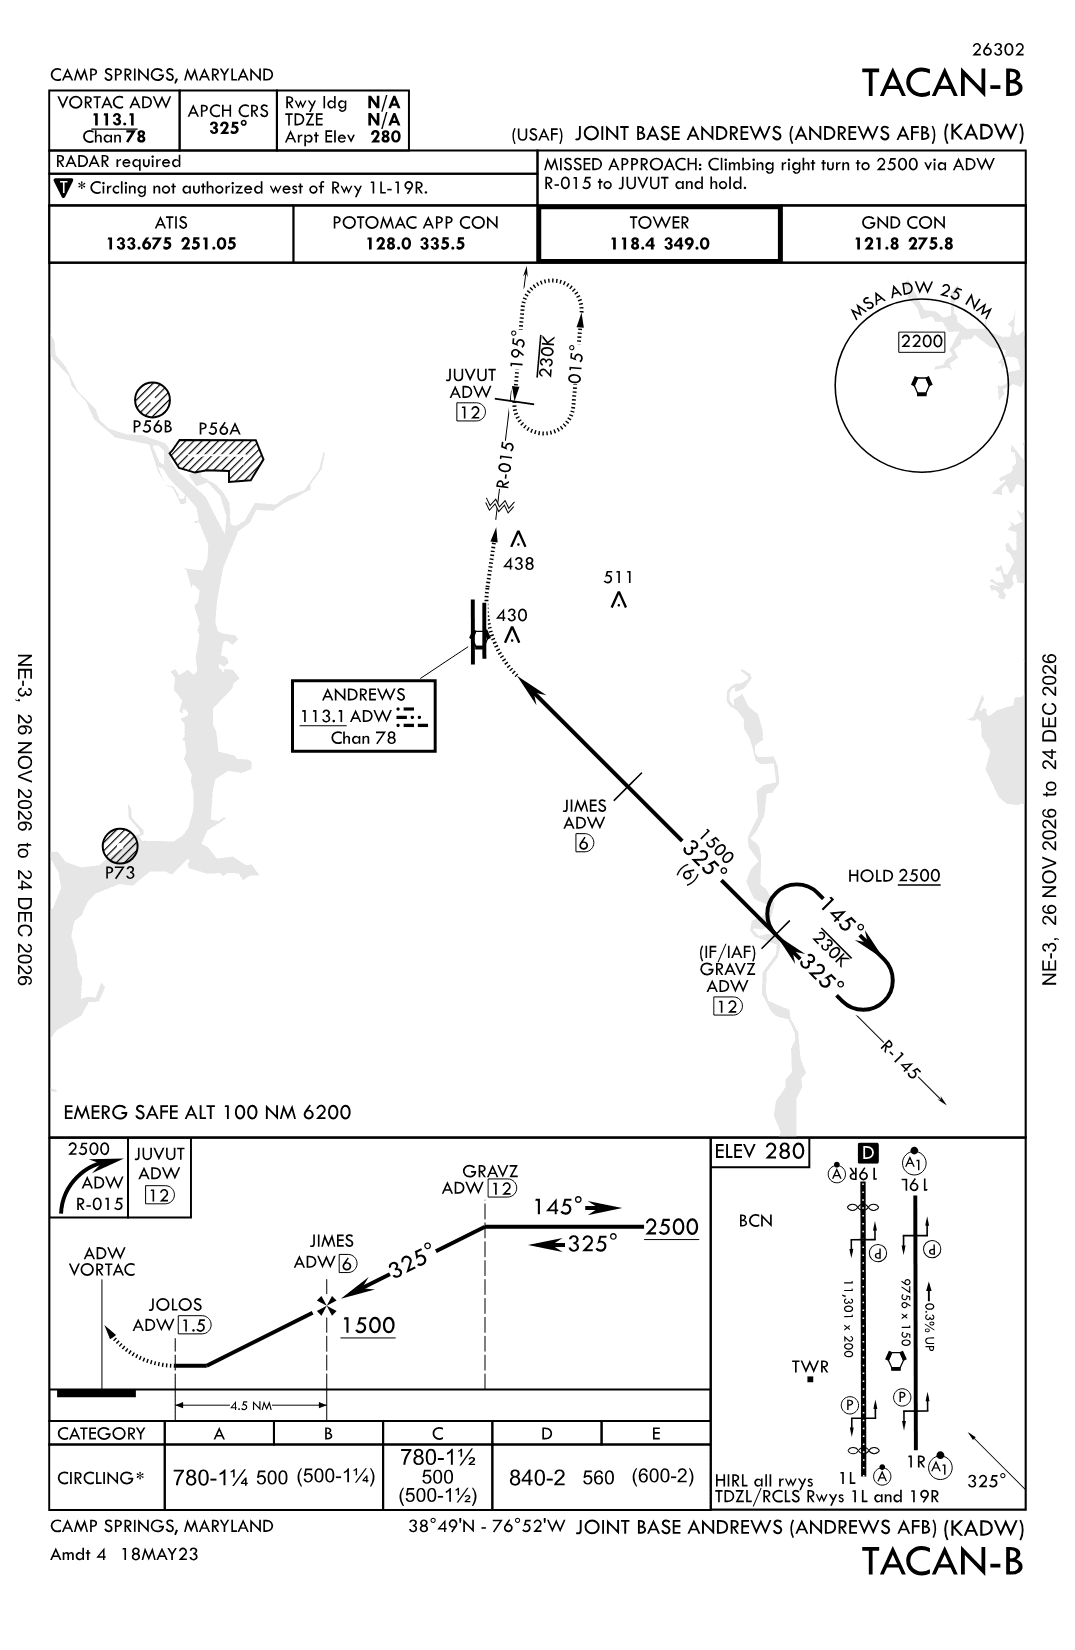 26302
CAMP SPRINGS, MARYLAND
TACAN-B
VORTAC ADW
113.1
Chan 78
APCH CRS
325°
Rwy ldg N/A
TDZE N/A
Arpt Elev 280
(USAF) JOINT BASE ANDREWS (ANDREWS AFB) (KADW)
RADAR required
T * Circling not authorized west of Rwy 1L-19R.
MISSED APPROACH: Climbing right turn to 2500 via ADW
R-015 to JUVUT and hold.
ATIS
133.675 251.05
POTOMAC APP CON
128.0 335.5
TOWER
118.4 349.0
GND CON
121.8 275.8
MSA ADW 25 NM
2200
195°
230K
015°
JUVUT
ADW
12
R-015
P56B
P56A
438
511
430
ANDREWS
113.1 ADW
Chan 78
JIMES
ADW
6
1500
325°
(6)
P73
HOLD 2500
145°
230K
325°
(IF/IAF)
GRAVZ
ADW
12
R-145
EMERG SAFE ALT 100 NM 6200
NE-3, 26 NOV 2026 to 24 DEC 2026
NE-3, 26 NOV 2026 to 24 DEC 2026
2500
ADW
R-015
JUVUT
ADW
12
GRAVZ
ADW 12
145°
2500
325°
JIMES
ADW 6
325°
1500
ADW
VORTAC
JOLOS
ADW 1.5
4.5 NM
ELEV 280
D
A
19R
A1
19L
BCN
P
P
11,301 x 200
9756 x 150
0.3% UP
TWR
P
P
1L
A
1R
A1
325°
HIRL all rwys
TDZL/RCLS Rwys 1L and 19R
CATEGORY A B C D E
CIRCLING* 780-1¼ 500 (500-1¼)
780-1½
500
(500-1½)
840-2 560 (600-2)
CAMP SPRINGS, MARYLAND
38°49'N - 76°52'W JOINT BASE ANDREWS (ANDREWS AFB) (KADW)
Amdt 4 18MAY23
TACAN-B